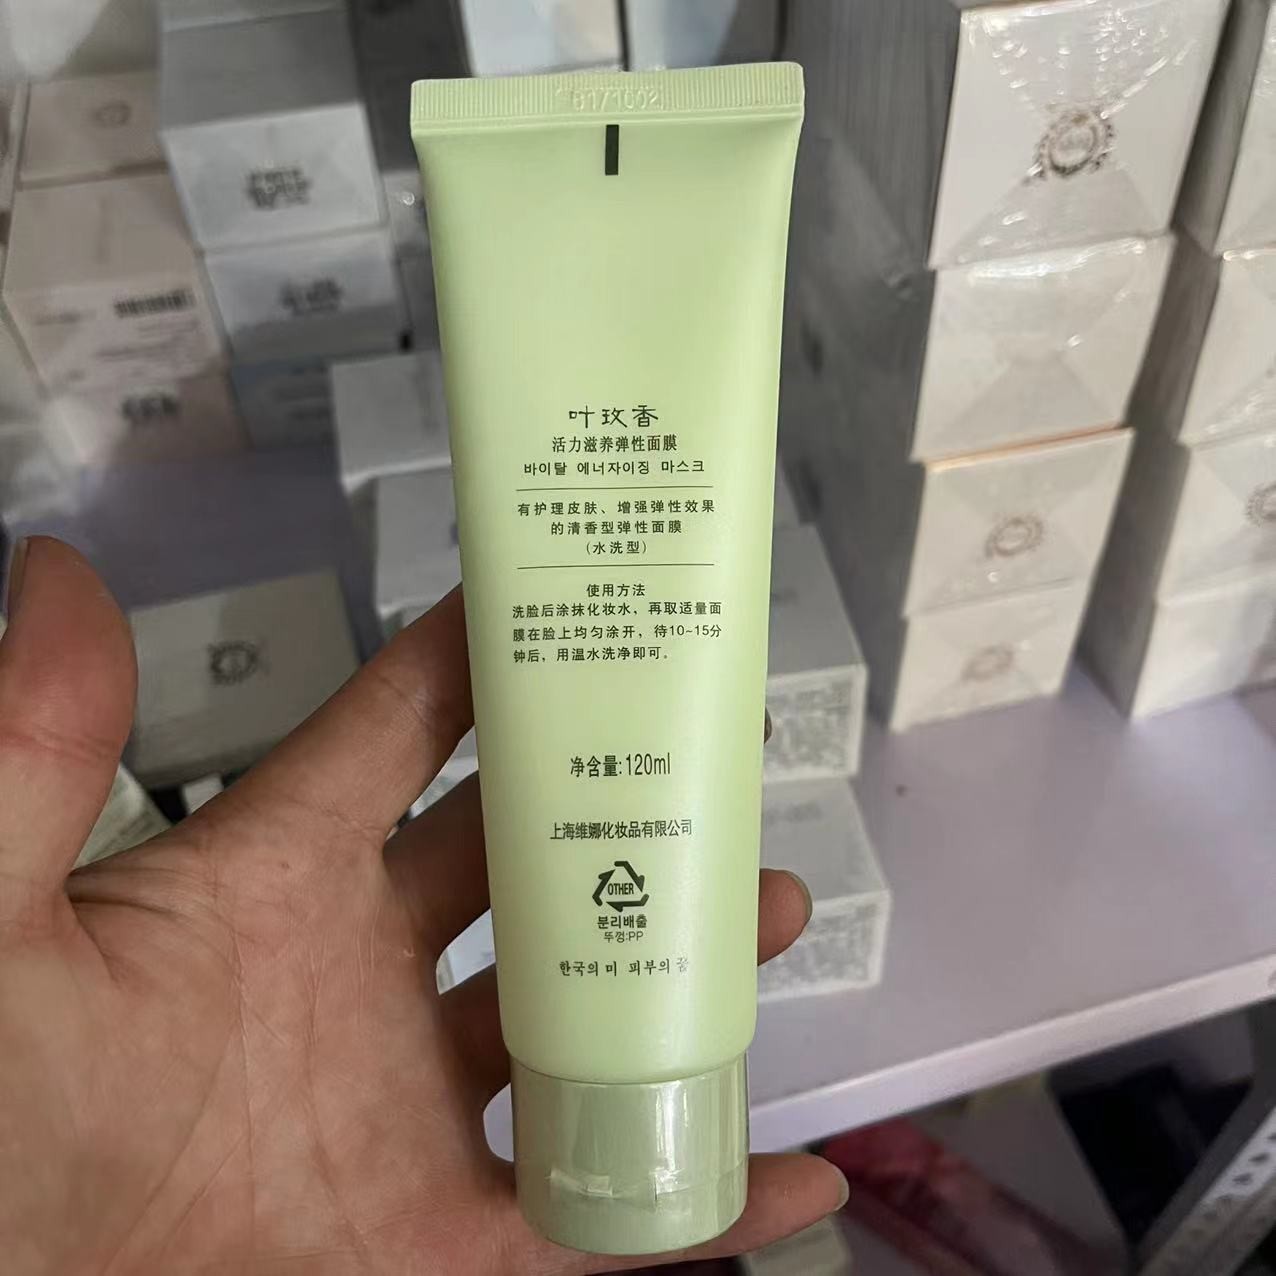 叶玫香
活力滋养弹性面膜
바이탈 에너자이징 마스크
有护理皮肤、增强弹性效果
的清香型弹性面膜
（水洗型）
使用方法
洗脸后涂抹化妆水，再取适量面
膜在脸上均匀涂开，待10~15分
钟后，用温水洗净即可。
净含量:120ml
上海维娜化妆品有限公司
OTHER
분리배출
뚜껑:PP
한국의 미 피부의 꿈